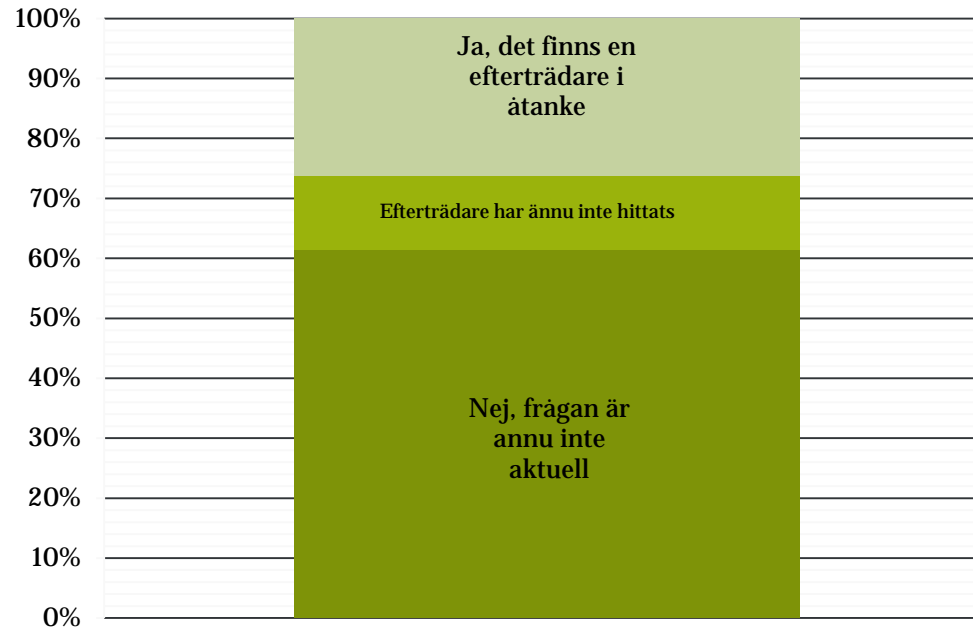 100%
90%
80%
70%
60%
50%
40%
30%
20%
10%
0%
Ja, det finns en
efterträdare i
åtanke
Efterträdare har ännu inte hittats
Nej, frågan är
annu inte
aktuell